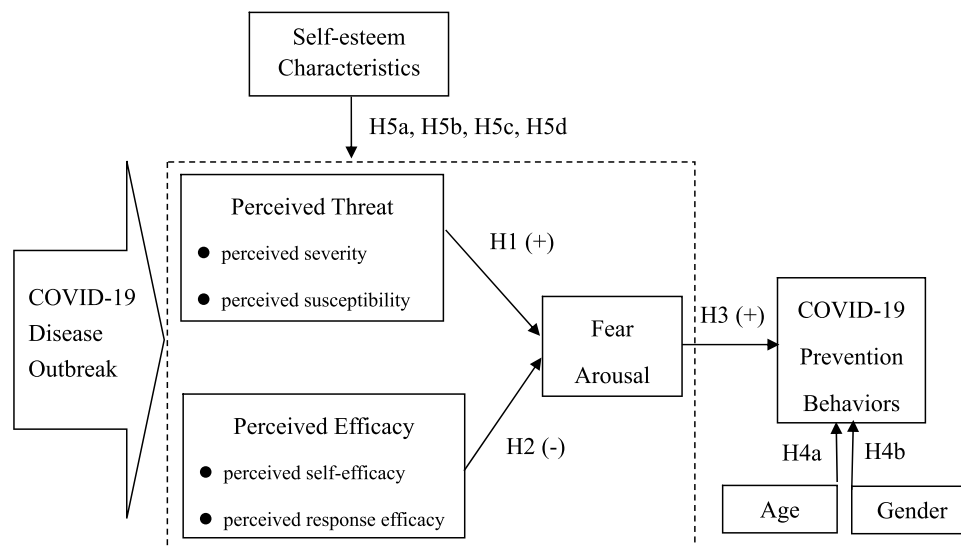 Self-esteem
Characteristics
H5a, H5b, H5c, H5d
COVID-19
Disease
Outbreak
Perceived Threat
● perceived severity
● perceived susceptibility
H1 (+)
Perceived Efficacy
● perceived self-efficacy
● perceived response efficacy
H2 (-)
Fear
Arousal
H3 (+)
COVID-19
Prevention
Behaviors
H4a
H4b
Age
Gender